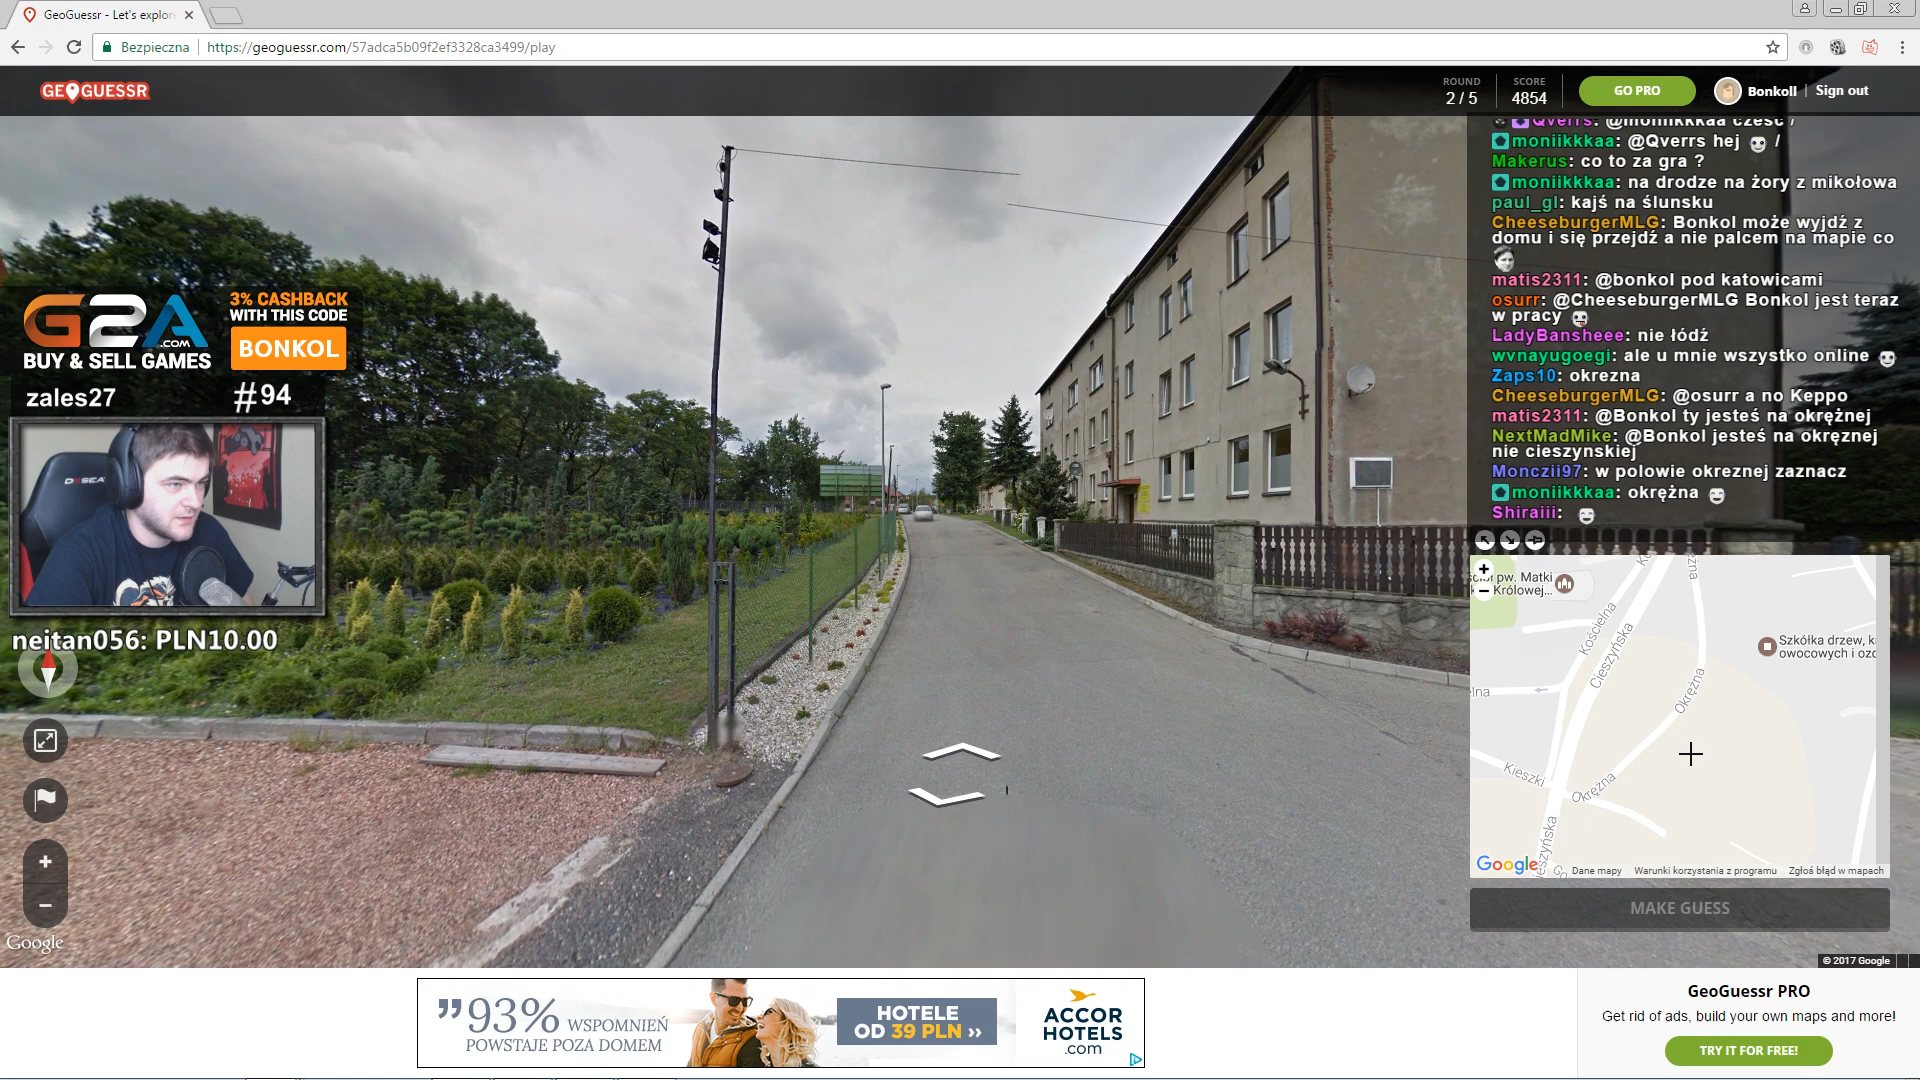 GeoGuessr - Let's explor
Bezpieczna
https://geoguessr.com/57adca5b09f2ef3328ca3499/play
GEOGUESSR
ROUND
2 / 5
SCORE
4854
GO PRO
Bonkoll
Sign out
Qverrs: @moniikkkaa cześć /
moniikkkaa: @Qverrs hej /
Makerus: co to za gra ?
moniikkkaa: na drodze na żory z mikołowa
paul_gl: kajś na ślunsku
CheeseburgerMLG: Bonkol może wyjdź z
domu i się przejdź a nie palcem na mapie co
matis2311: @bonkol pod katowicami
osurr: @CheeseburgerMLG Bonkol jest teraz
w pracy
LadyBansheee: nie łódź
wvnayugoegi: ale u mnie wszystko online
Zaps10: okrezna
CheeseburgerMLG: @osurr a no Keppo
matis2311: @Bonkol ty jesteś na okrężnej
NextMadMike: @Bonkol jesteś na okręznej
nie cieszynskiej
Monczii97: w polowie okreznej zaznacz
moniikkkaa: okrężna
Shiraiii:
G2A
.COM
BUY & SELL GAMES
3% CASHBACK
WITH THIS CODE
BONKOL
zales27
#94
DXSEAT
neitan056: PLN10.00
pw. Matki
Królowej...
Kościelna
Cieszyńska
Szkółka drzew, k
owocowych i ozd
elna
Okrężna
Kieszki
Okrężna
ieszyńska
Google
Dane mapy
Warunki korzystania z programu
Zgłoś błąd w mapach
MAKE GUESS
Google
© 2017 Google
”93% WSPOMNIEŃ
POWSTAJE POZA DOMEM
HOTELE
OD 39 PLN ››
ACCOR
HOTELS
.com
GeoGuessr PRO
Get rid of ads, build your own maps and more!
TRY IT FOR FREE!